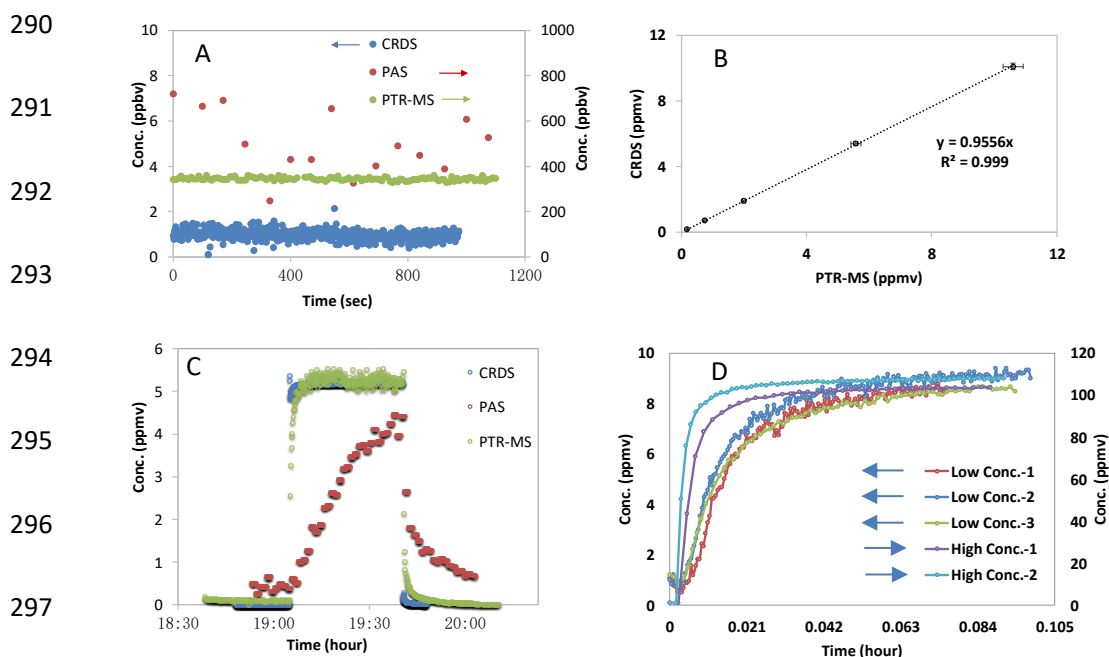 290
291
292
293
294
295
296
297
A
CRDS
PAS
PTR-MS
10
8
6
4
2
0
Conc. (ppbv)
1000
800
600
400
200
0
Conc. (ppbv)
0 400 800 1200
Time (sec)
B
12
9
6
3
0
CRDS (ppmv)
y = 0.9556x
R² = 0.999
0 4 8 12
PTR-MS (ppmv)
C
CRDS
PAS
PTR-MS
6
5
4
3
2
1
0
Conc. (ppmv)
18:30 19:00 19:30 20:00
Time (hour)
D
10
8
6
4
2
0
Conc. (ppmv)
120
100
80
60
40
20
0
Conc. (ppmv)
Low Conc.-1
Low Conc.-2
Low Conc.-3
High Conc.-1
High Conc.-2
0 0.021 0.042 0.063 0.084 0.105
Time (hour)